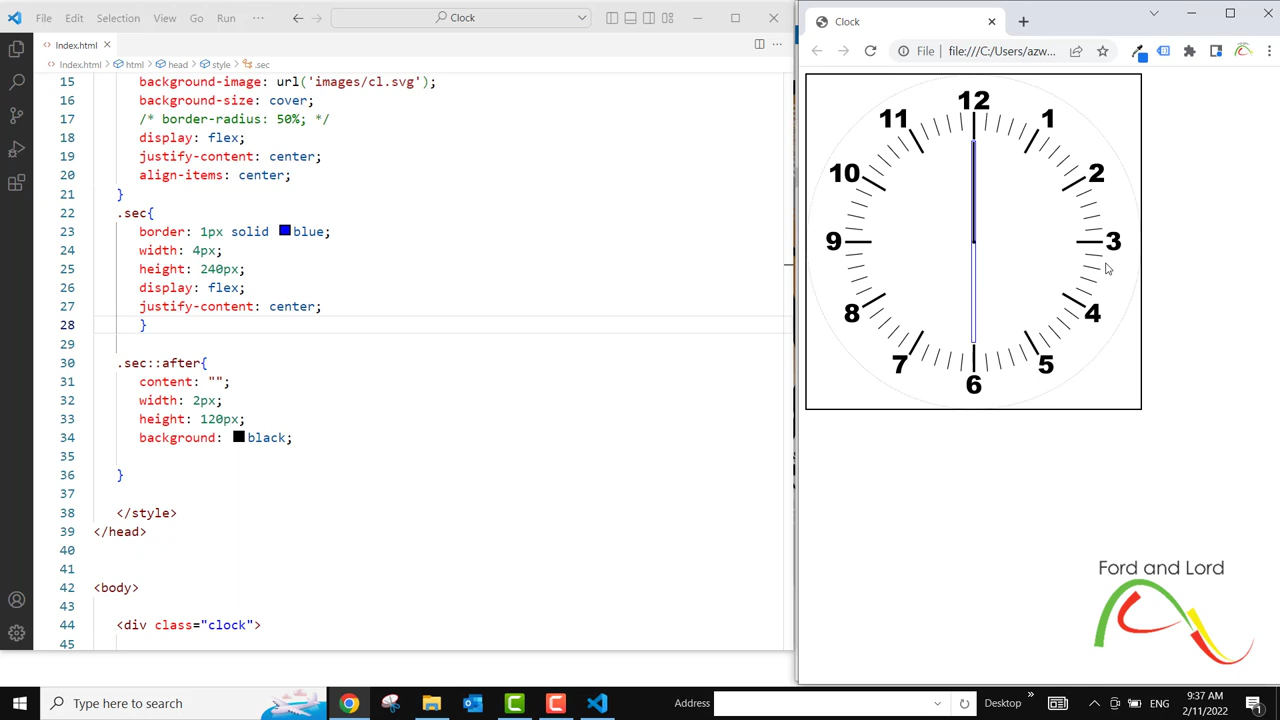 File Edit Selection View Go Run ··· Clock
Index.html
Index.html > html > head > style > .sec
15 background-image: url('images/cl.svg');
16 background-size: cover;
17 /* border-radius: 50%; */
18 display: flex;
19 justify-content: center;
20 align-items: center;
21 }
22 .sec{
23 border: 1px solid blue;
24 width: 4px;
25 height: 240px;
26 display: flex;
27 justify-content: center;
28 }
29
30 .sec::after{
31 content: "";
32 width: 2px;
33 height: 120px;
34 background: black;
35
36 }
37
38 </style>
39 </head>
40
41
42 <body>
43
44 <div class="clock">
45
Clock
File file:///C:/Users/azw...
12
1
2
3
4
5
6
7
8
9
10
11
Ford and Lord
Type here to search
Address
Desktop
ENG
9:37 AM
2/11/2022
1